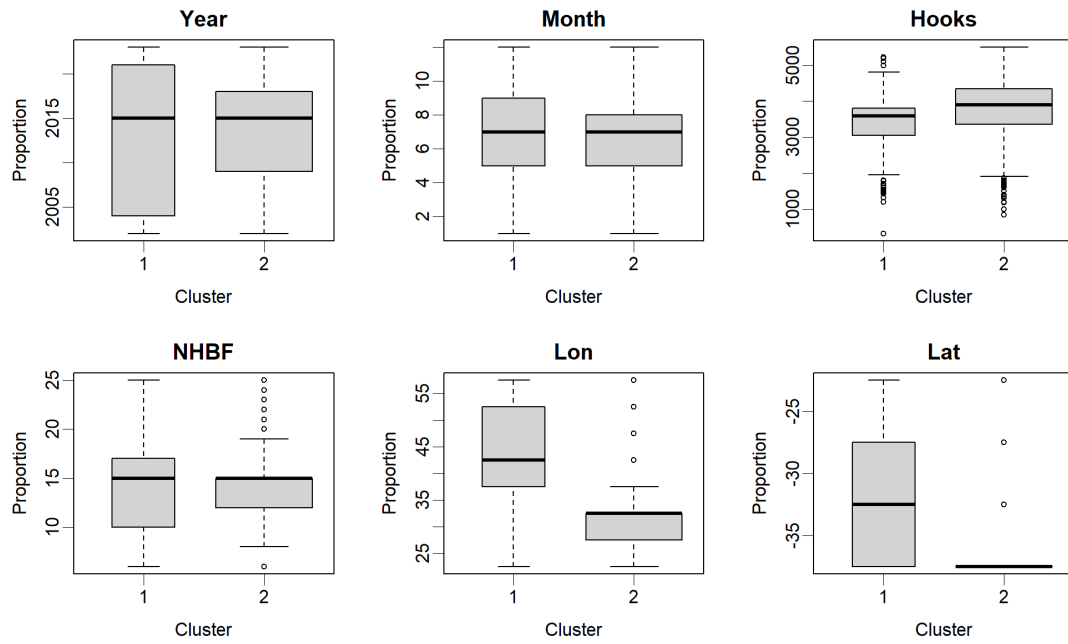 Year
Month
Hooks
Proportion
2005
2015
1
2
Cluster
Proportion
2
4
6
8
10
1
2
Cluster
Proportion
1000
3000
5000
1
2
Cluster
NHBF
Lon
Lat
Proportion
10
15
20
25
1
2
Cluster
Proportion
25
35
45
55
1
2
Cluster
Proportion
-35
-30
-25
1
2
Cluster